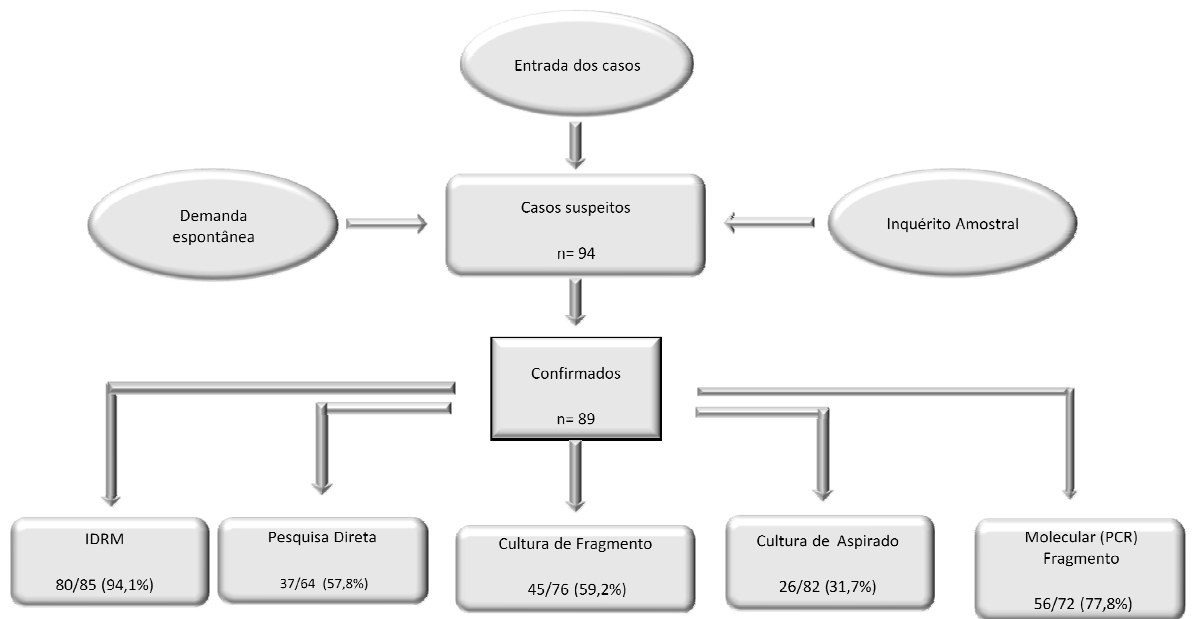 Entrada dos casos
Demanda
espontânea
Casos suspeitos
n= 94
Inquérito Amostral
Confirmados
n= 89
IDRM
80/85 (94,1%)
Pesquisa Direta
37/64 (57,8%)
Cultura de Fragmento
45/76 (59,2%)
Cultura de Aspirado
26/82 (31,7%)
Molecular (PCR)
Fragmento
56/72 (77,8%)